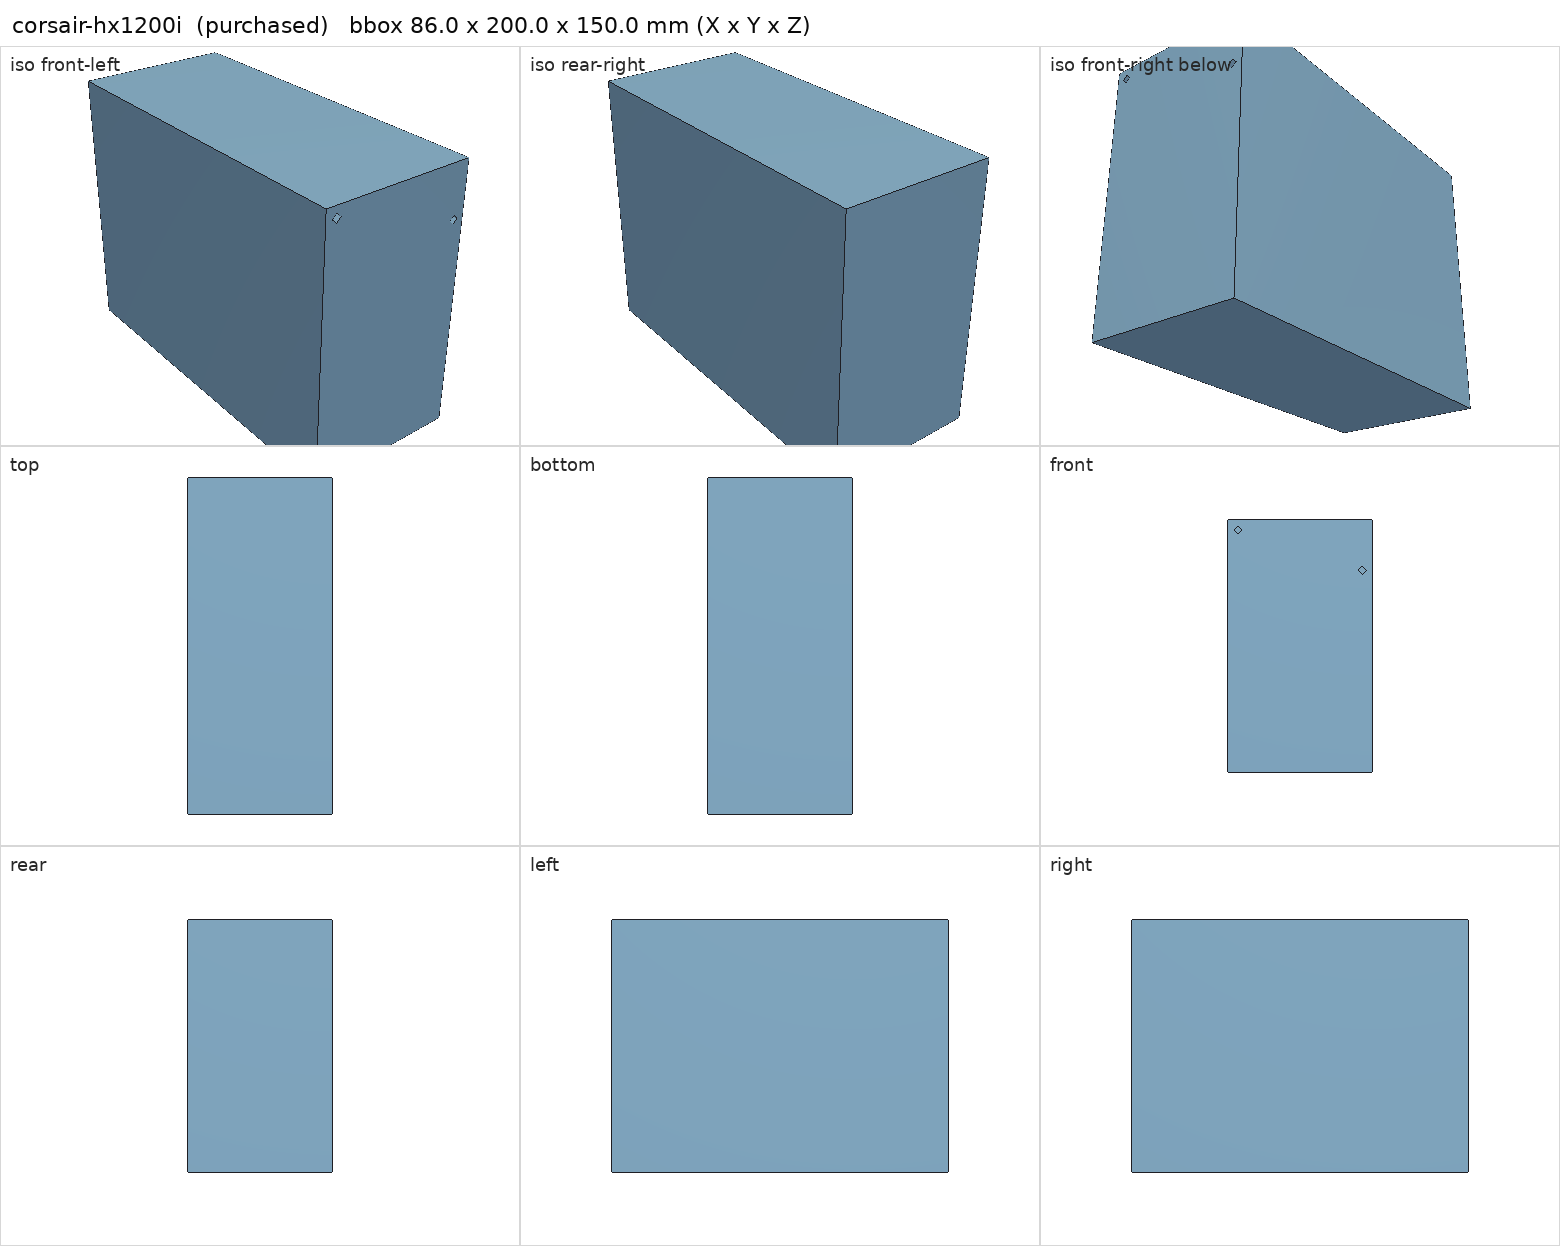 corsair-hx1200i  (purchased)   bbox 86.0 x 200.0 x 150.0 mm (X x Y x Z)
iso front-left
iso rear-right
iso front-right below
top
bottom
front
rear
left
right